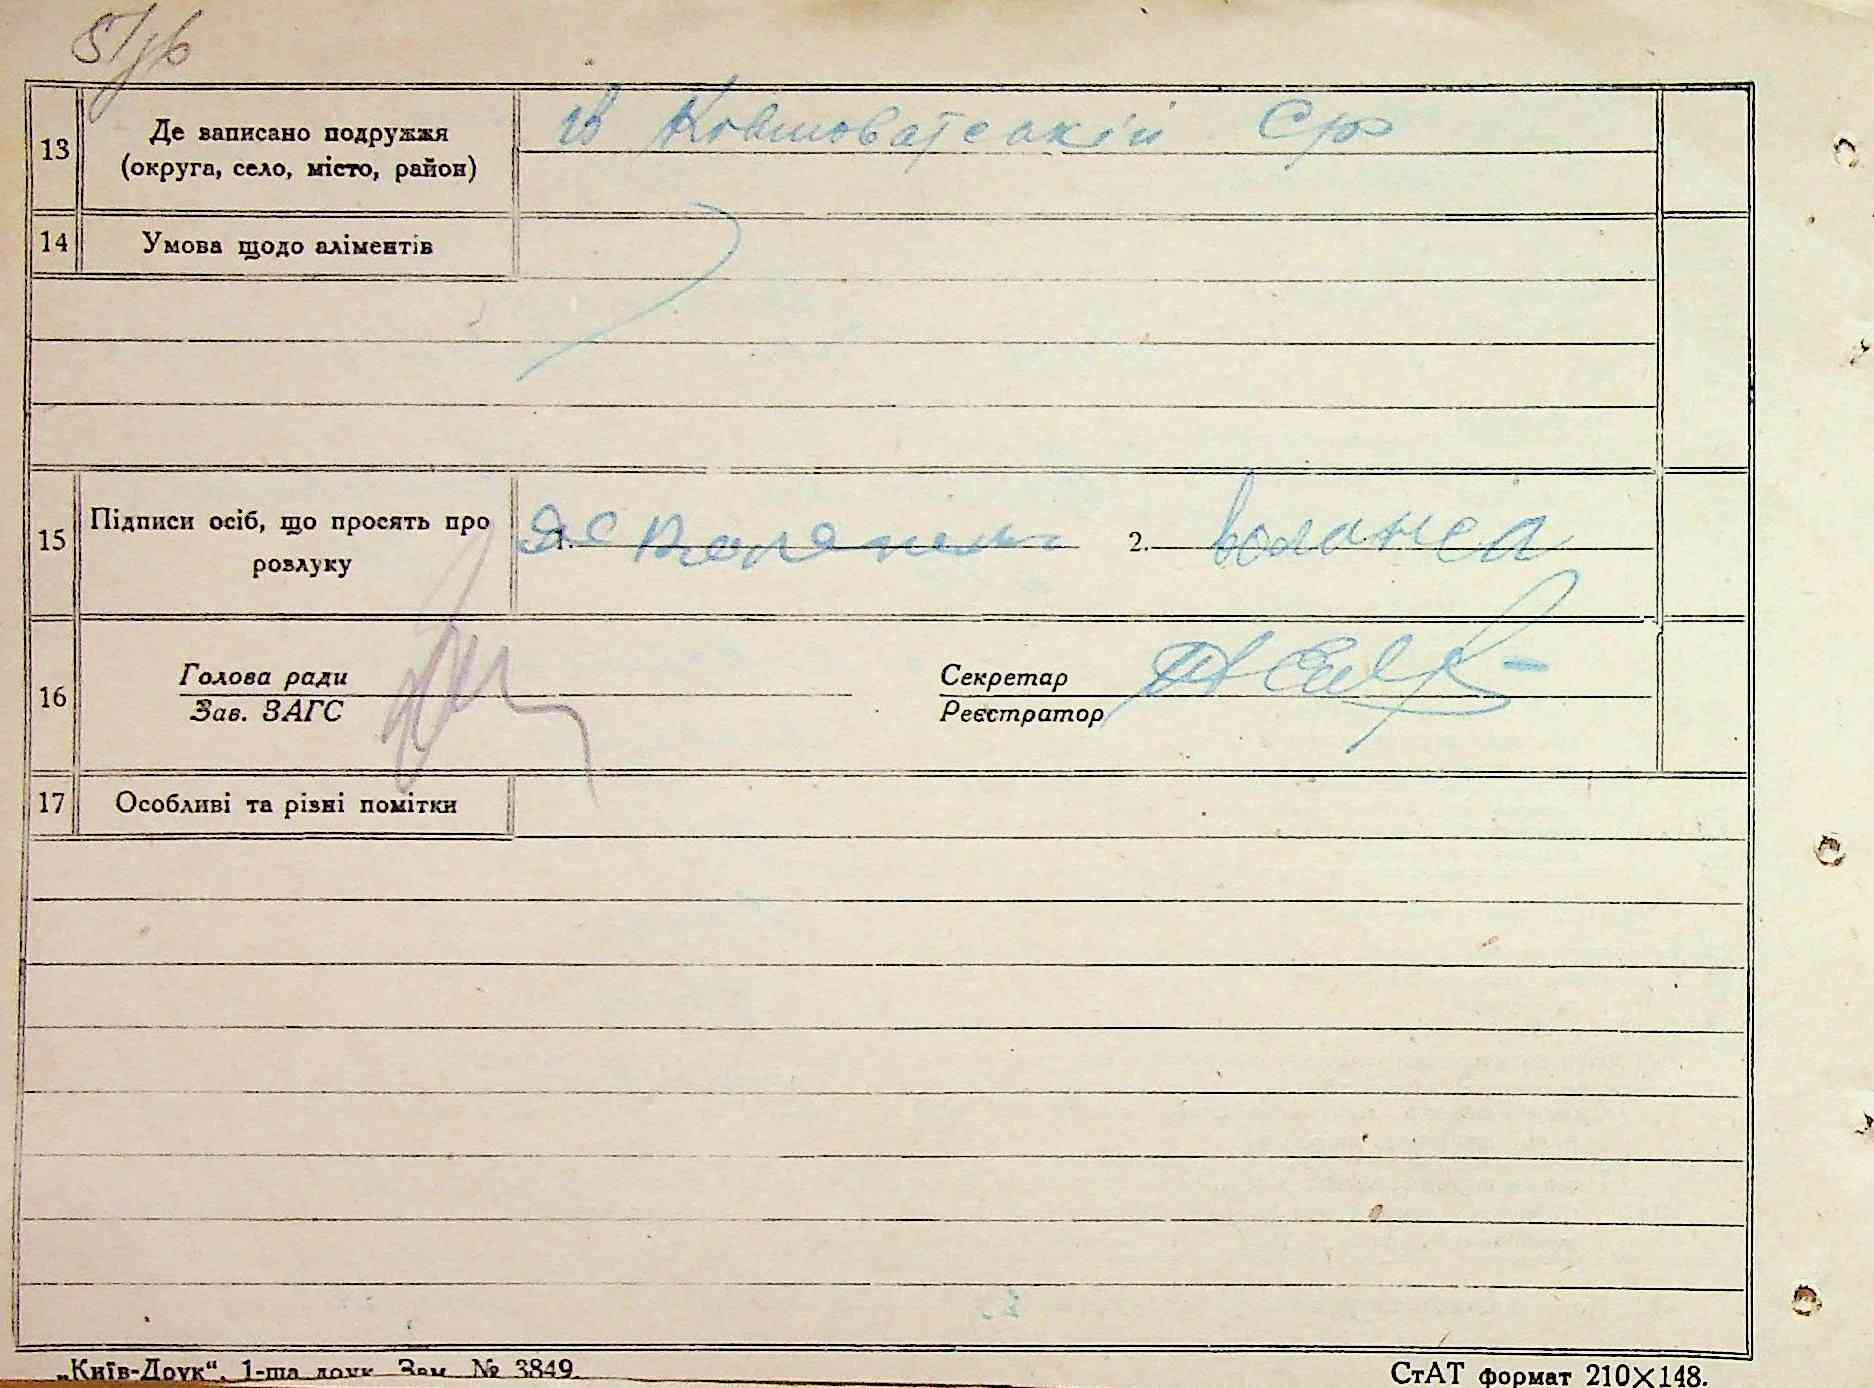 13 Де записано подружжя
(округа, село, місто, район)
в Ковшоватській Ср
14 Умова щодо аліментів
15 Підписи осіб, що просять про
розлуку
1. 2.
16 Голова ради
Зав. ЗАГС
Секретар
Реєстратор
17 Особливі та різні помітки
„Київ-Друк“. 1-ша друк. Зам. № 3849.
СтАТ формат 210×148.